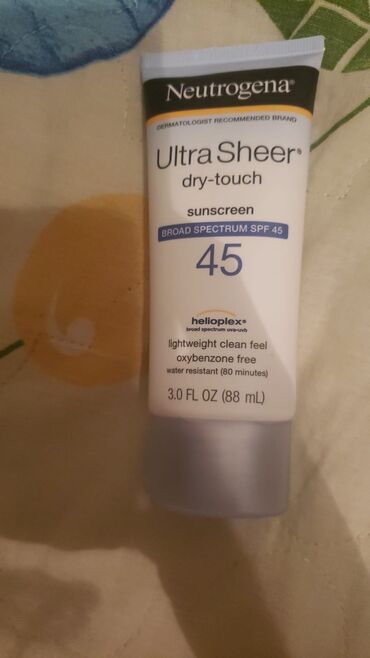 Neutrogena®
DERMATOLOGIST RECOMMENDED BRAND
Ultra Sheer®
dry-touch
sunscreen
BROAD SPECTRUM SPF 45
45
helioplex®
broad spectrum uva•uvb
lightweight clean feel
oxybenzone free
water resistant (80 minutes)
3.0 FL OZ (88 mL)